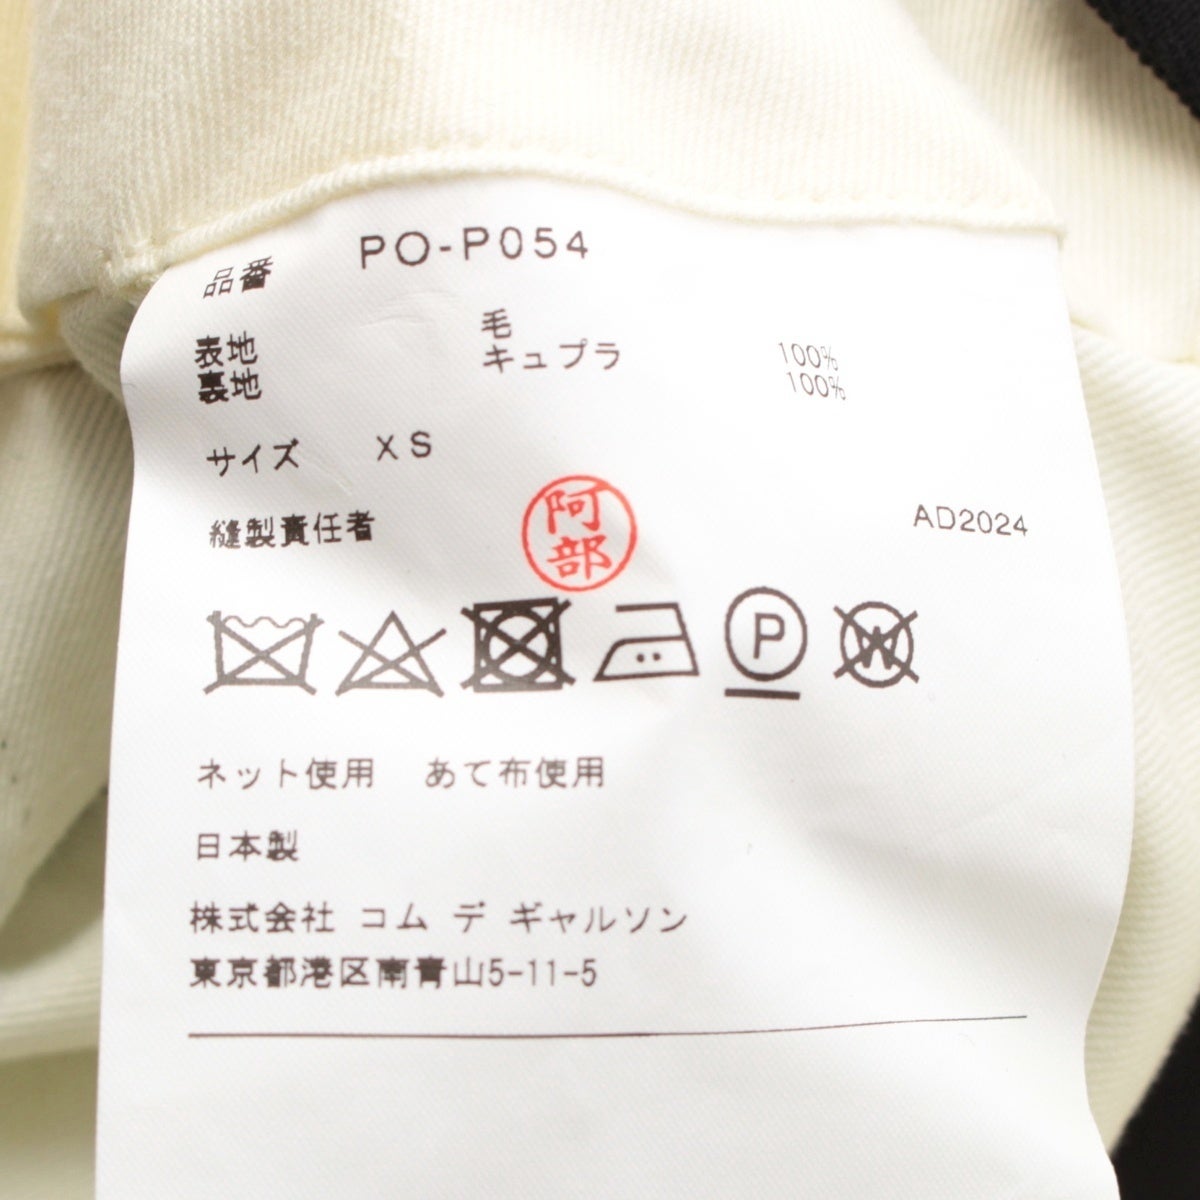 品番 PO-P054
表地 毛 100%
裏地 キュプラ 100%
サイズ XS
縫製責任者 阿部 AD2024
P W
ネット使用 あて布使用
日本製
株式会社 コム デ ギャルソン
東京都港区南青山5-11-5